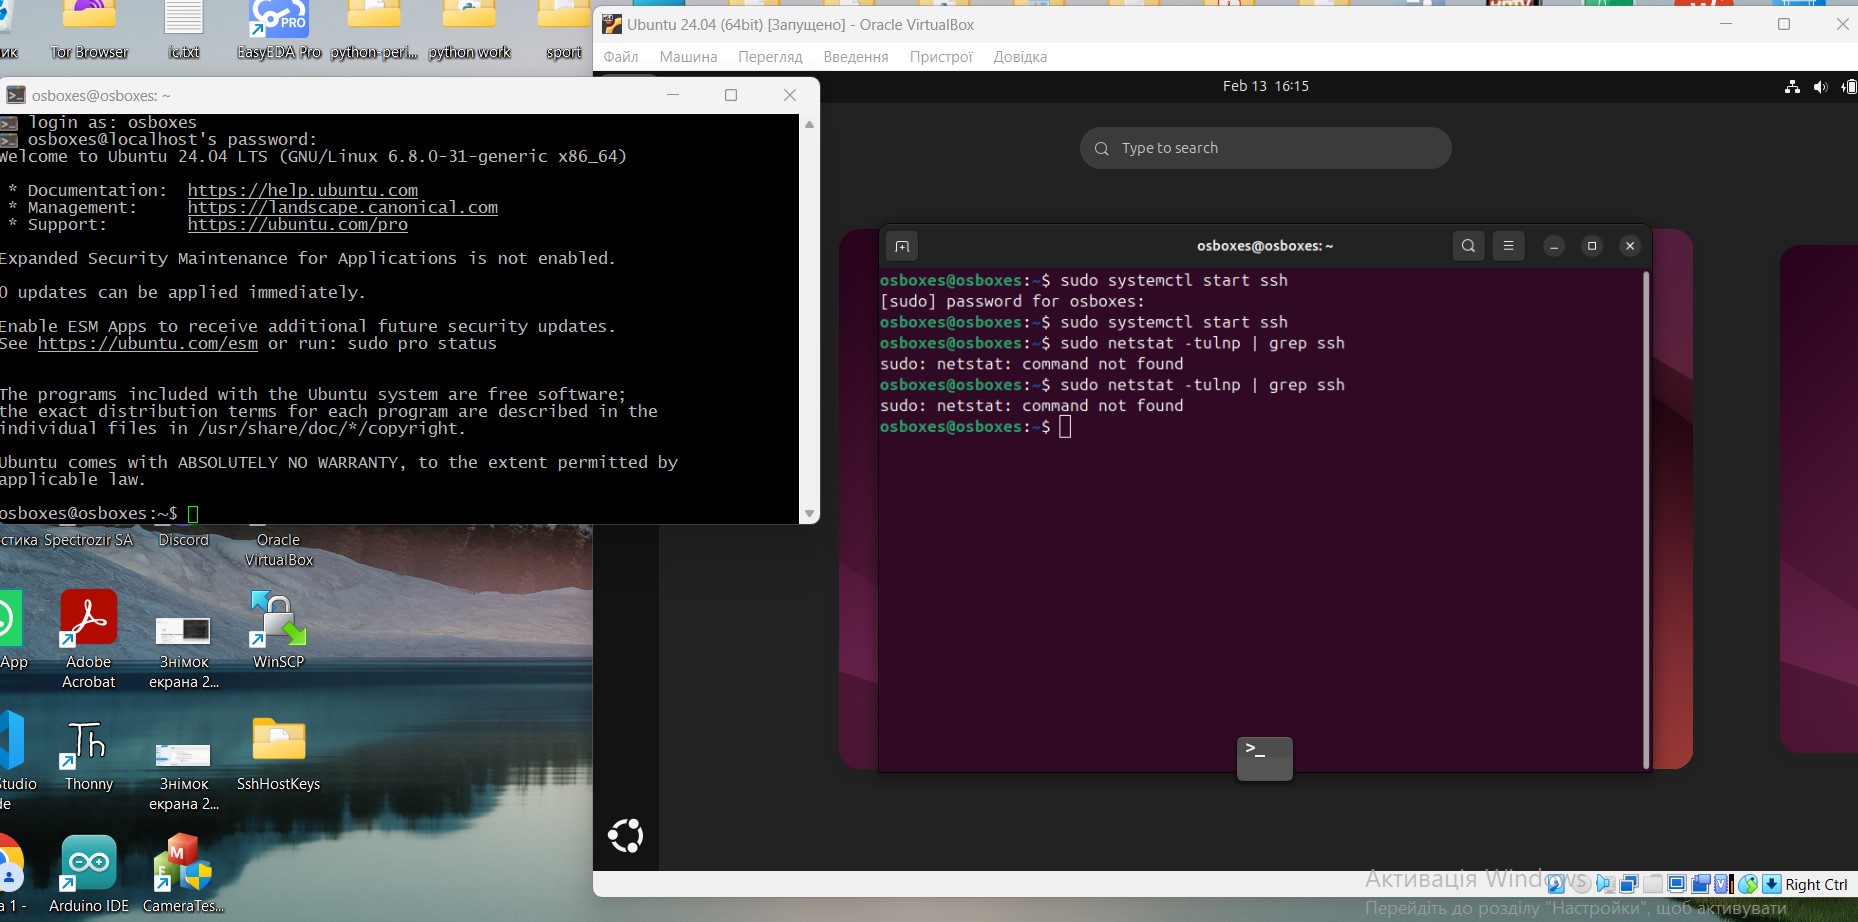 ик
Tor Browser
ic.txt
PRO
EasyEDA Pro
python-peri...
python work
sport
Ubuntu 24.04 (64bit) [Запущено] - Oracle VirtualBox
Файл Машина Перегляд Введення Пристрої Довідка
Feb 13 16:15
Type to search
osboxes@osboxes: ~
login as: osboxes
osboxes@localhost's password:
Welcome to Ubuntu 24.04 LTS (GNU/Linux 6.8.0-31-generic x86_64)
* Documentation: https://help.ubuntu.com
* Management: https://landscape.canonical.com
* Support: https://ubuntu.com/pro
Expanded Security Maintenance for Applications is not enabled.
0 updates can be applied immediately.
Enable ESM Apps to receive additional future security updates.
See https://ubuntu.com/esm or run: sudo pro status
The programs included with the Ubuntu system are free software;
the exact distribution terms for each program are described in the
individual files in /usr/share/doc/*/copyright.
Ubuntu comes with ABSOLUTELY NO WARRANTY, to the extent permitted by
applicable law.
osboxes@osboxes:~$
osboxes@osboxes: ~
osboxes@osboxes:~$ sudo systemctl start ssh
[sudo] password for osboxes:
osboxes@osboxes:~$ sudo systemctl start ssh
osboxes@osboxes:~$ sudo netstat -tulnp | grep ssh
sudo: netstat: command not found
osboxes@osboxes:~$ sudo netstat -tulnp | grep ssh
sudo: netstat: command not found
osboxes@osboxes:~$
>_
стика
Spectrozir SA
Discord
Oracle
VirtualBox
App
Adobe
Acrobat
Знімок
екрана 2...
WinSCP
Studio
de
Th
Thonny
Знімок
екрана 2...
SshHostKeys
а 1 -
Arduino IDE
M
CameraTes...
Активація Windows
Right Ctrl
Перейдіть до розділу "Настройки", щоб активувати